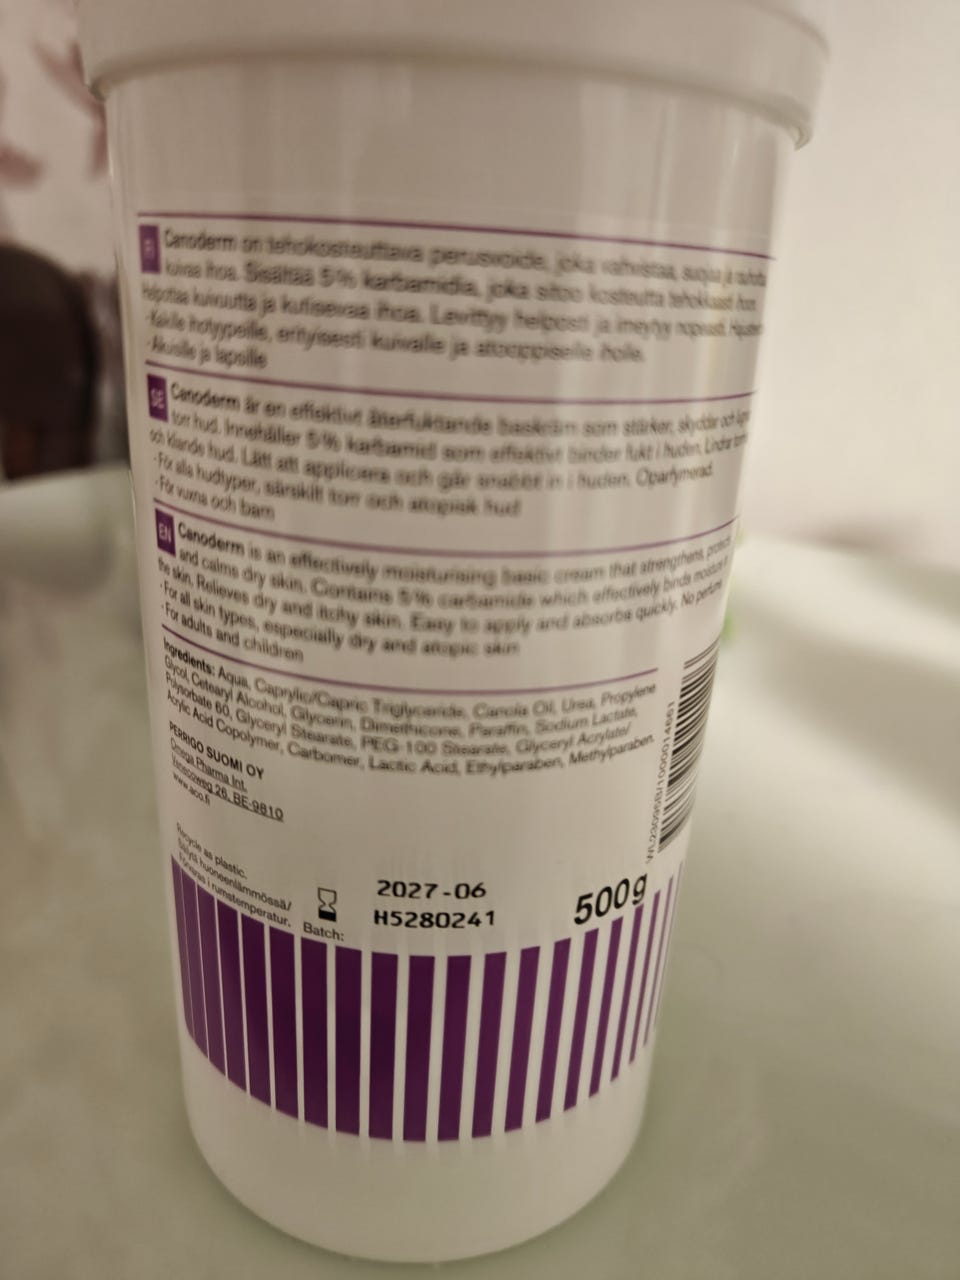 FI
Canoderm on tehokosteuttava perusvoide, joka vahvistaa, suojaa ja rauhoittaa
kuivaa ihoa. Sisältää 5% karbamidia, joka sitoo kosteutta tehokkaasti ihoon.
Helpottaa kuivuutta ja kutisevaa ihoa. Levittyy helposti ja imeytyy nopeasti.
-Kaikille ihotyypeille, erityisesti kuivalle ja atooppiselle iholle.
-Aikuisille ja lapsille
SE
Canoderm är en effektivt återfuktande baskräm som stärker, skyddar och
torr hud. Innehåller 5% karbamid som effektivt binder fukt i huden. Lindrar torr
och kliande hud. Lätt att applicera och går snabbt in i huden. Oparfymerad.
-För alla hudtyper, särskilt torr och atopisk hud
-För vuxna och barn
EN
Canoderm is an effectively moisturising basic cream that strengthens, protects
and calms dry skin. Contains 5% carbamide which effectively binds moisture in
the skin. Relieves dry and itchy skin. Easy to apply and absorbs quickly. No perfume.
-For all skin types, especially dry and atopic skin
-For adults and children
Ingredients: Aqua, Caprylic/Capric Triglyceride, Canola Oil, Urea, Propylene
Glycol, Cetearyl Alcohol, Glycerin, Dimethicone, Paraffin, Sodium Lactate,
Polysorbate 60, Glyceryl Stearate, PEG-100 Stearate, Glyceryl Acrylate/
Acrylic Acid Copolymer, Carbomer, Lactic Acid, Ethylparaben, Methylparaben.
PERRIGO SUOMI OY
Omega Pharma Int.
Venecoweg 26, BE-9810
www.aco.fi
Recycle as plastic.
Säilytä huoneenlämmössä/
Förvaras i rumstemperatur.
Batch:
2027-06
H5280241
500g